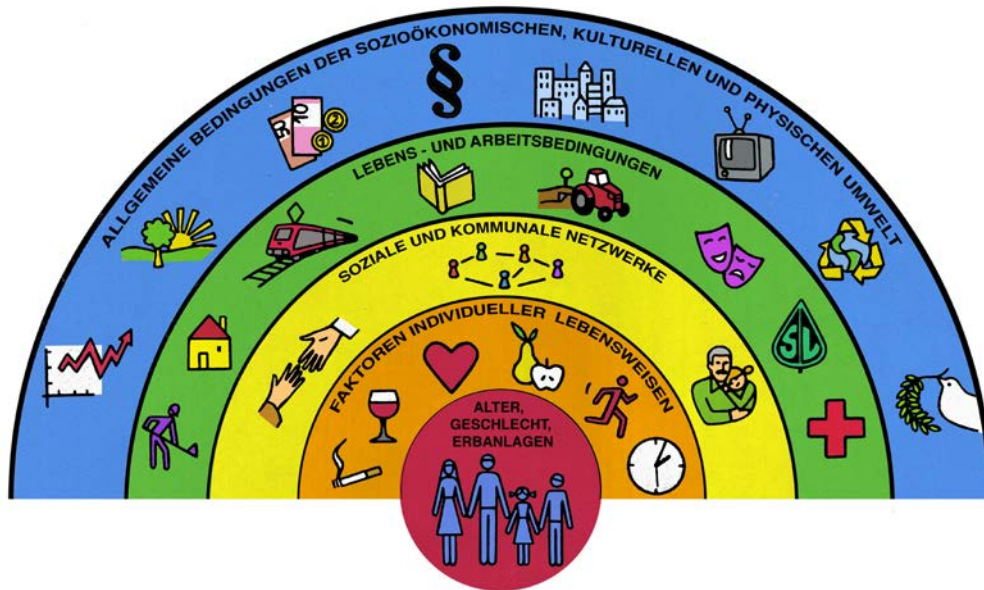 ALLGEMEINE BEDINGUNGEN DER SOZIOÖKONOMISCHEN, KULTURELLEN UND PHYSISCHEN UMWELT
§
LEBENS - UND ARBEITSBEDINGUNGEN
SOZIALE UND KOMMUNALE NETZWERKE
FAKTOREN INDIVIDUELLER LEBENSWEISEN
ALTER,
GESCHLECHT,
ERBANLAGEN